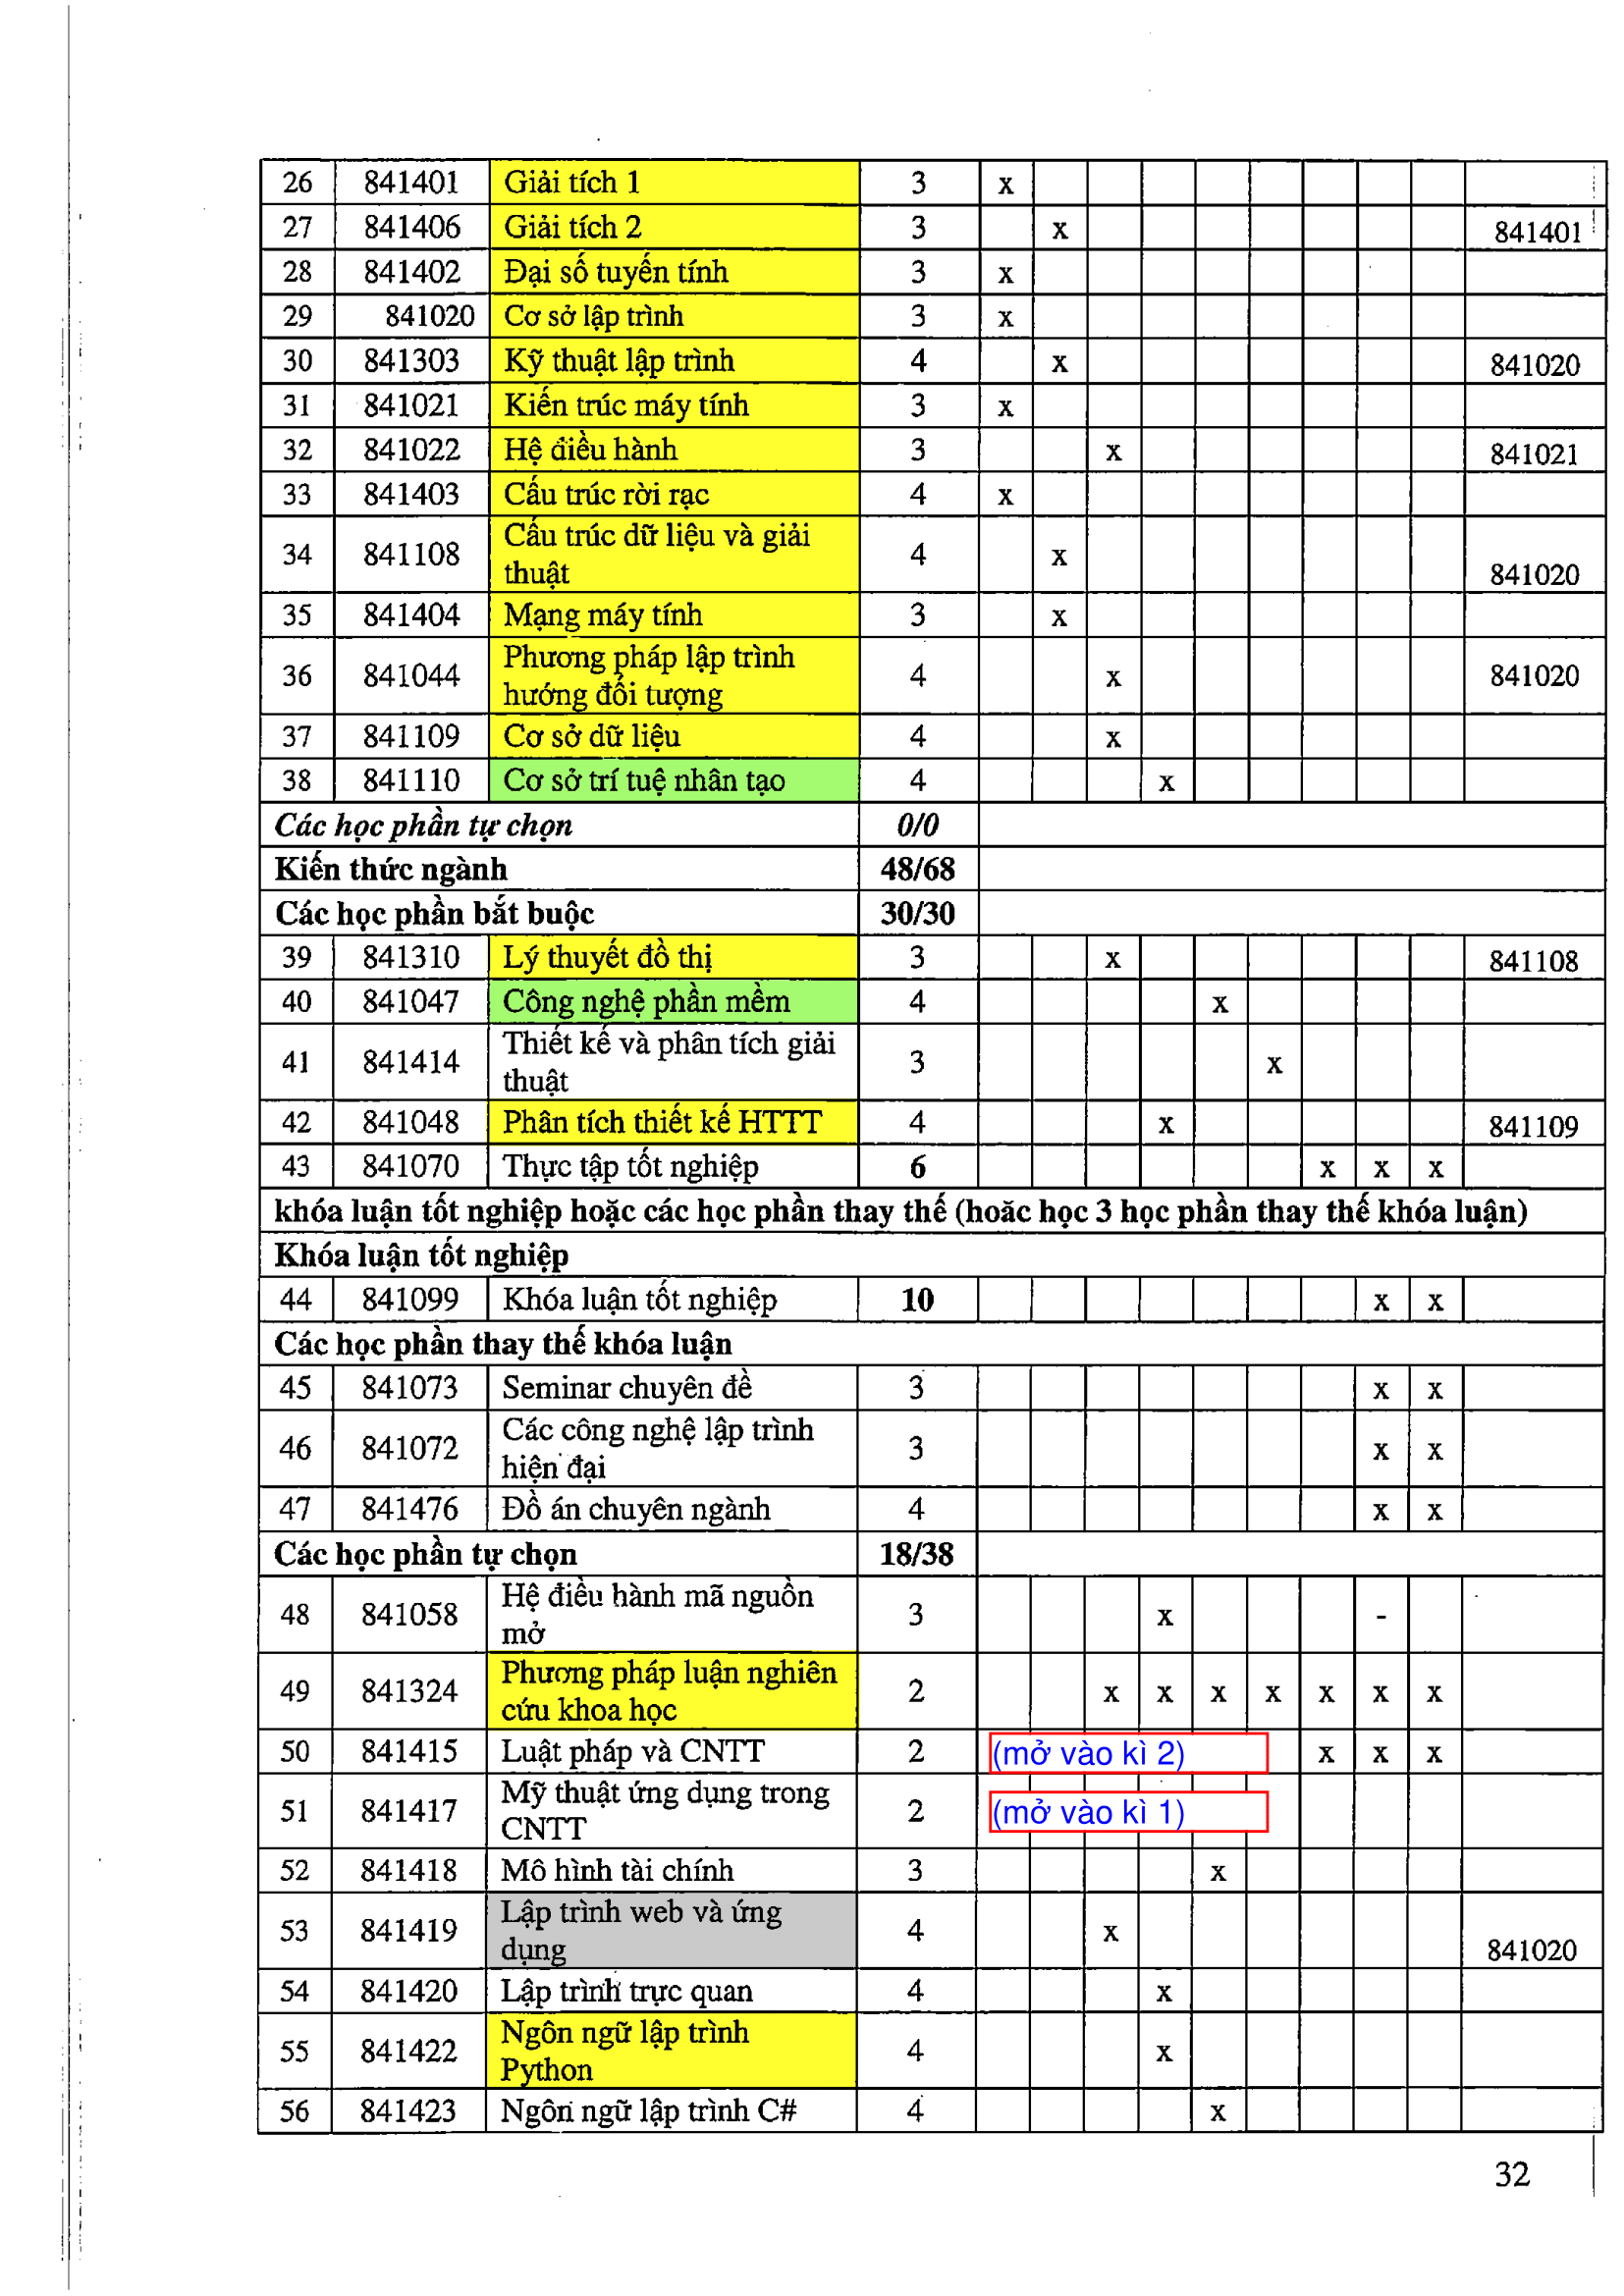 26 841401 Giải tích 1 3 x
27 841406 Giải tích 2 3 x 841401
28 841402 Đại số tuyến tính 3 x
29 841020 Cơ sở lập trình 3 x
30 841303 Kỹ thuật lập trình 4 x 841020
31 841021 Kiến trúc máy tính 3 x
32 841022 Hệ điều hành 3 x 841021
33 841403 Cấu trúc rời rạc 4 x
34 841108 Cấu trúc dữ liệu và giải
thuật 4 x 841020
35 841404 Mạng máy tính 3 x
36 841044 Phương pháp lập trình
hướng đối tượng 4 x 841020
37 841109 Cơ sở dữ liệu 4 x
38 841110 Cơ sở trí tuệ nhân tạo 4 x
Các học phần tự chọn 0/0
Kiến thức ngành 48/68
Các học phần bắt buộc 30/30
39 841310 Lý thuyết đồ thị 3 x 841108
40 841047 Công nghệ phần mềm 4 x
41 841414 Thiết kế và phân tích giải
thuật 3 x
42 841048 Phân tích thiết kế HTTT 4 x 841109
43 841070 Thực tập tốt nghiệp 6 x x x
khóa luận tốt nghiệp hoặc các học phần thay thế (hoăc học 3 học phần thay thế khóa luận)
Khóa luận tốt nghiệp
44 841099 Khóa luận tốt nghiệp 10 x x
Các học phần thay thế khóa luận
45 841073 Seminar chuyên đề 3 x x
46 841072 Các công nghệ lập trình
hiện đại 3 x x
47 841476 Đồ án chuyên ngành 4 x x
Các học phần tự chọn 18/38
48 841058 Hệ điều hành mã nguồn
mở 3 x -
49 841324 Phương pháp luận nghiên
cứu khoa học 2 x x x x x x x
50 841415 Luật pháp và CNTT 2 (mở vào kì 2) x x x
51 841417 Mỹ thuật ứng dụng trong
CNTT 2 (mở vào kì 1)
52 841418 Mô hình tài chính 3 x
53 841419 Lập trình web và ứng
dụng 4 x 841020
54 841420 Lập trình trực quan 4 x
55 841422 Ngôn ngữ lập trình
Python 4 x
56 841423 Ngôn ngữ lập trình C# 4 x
32